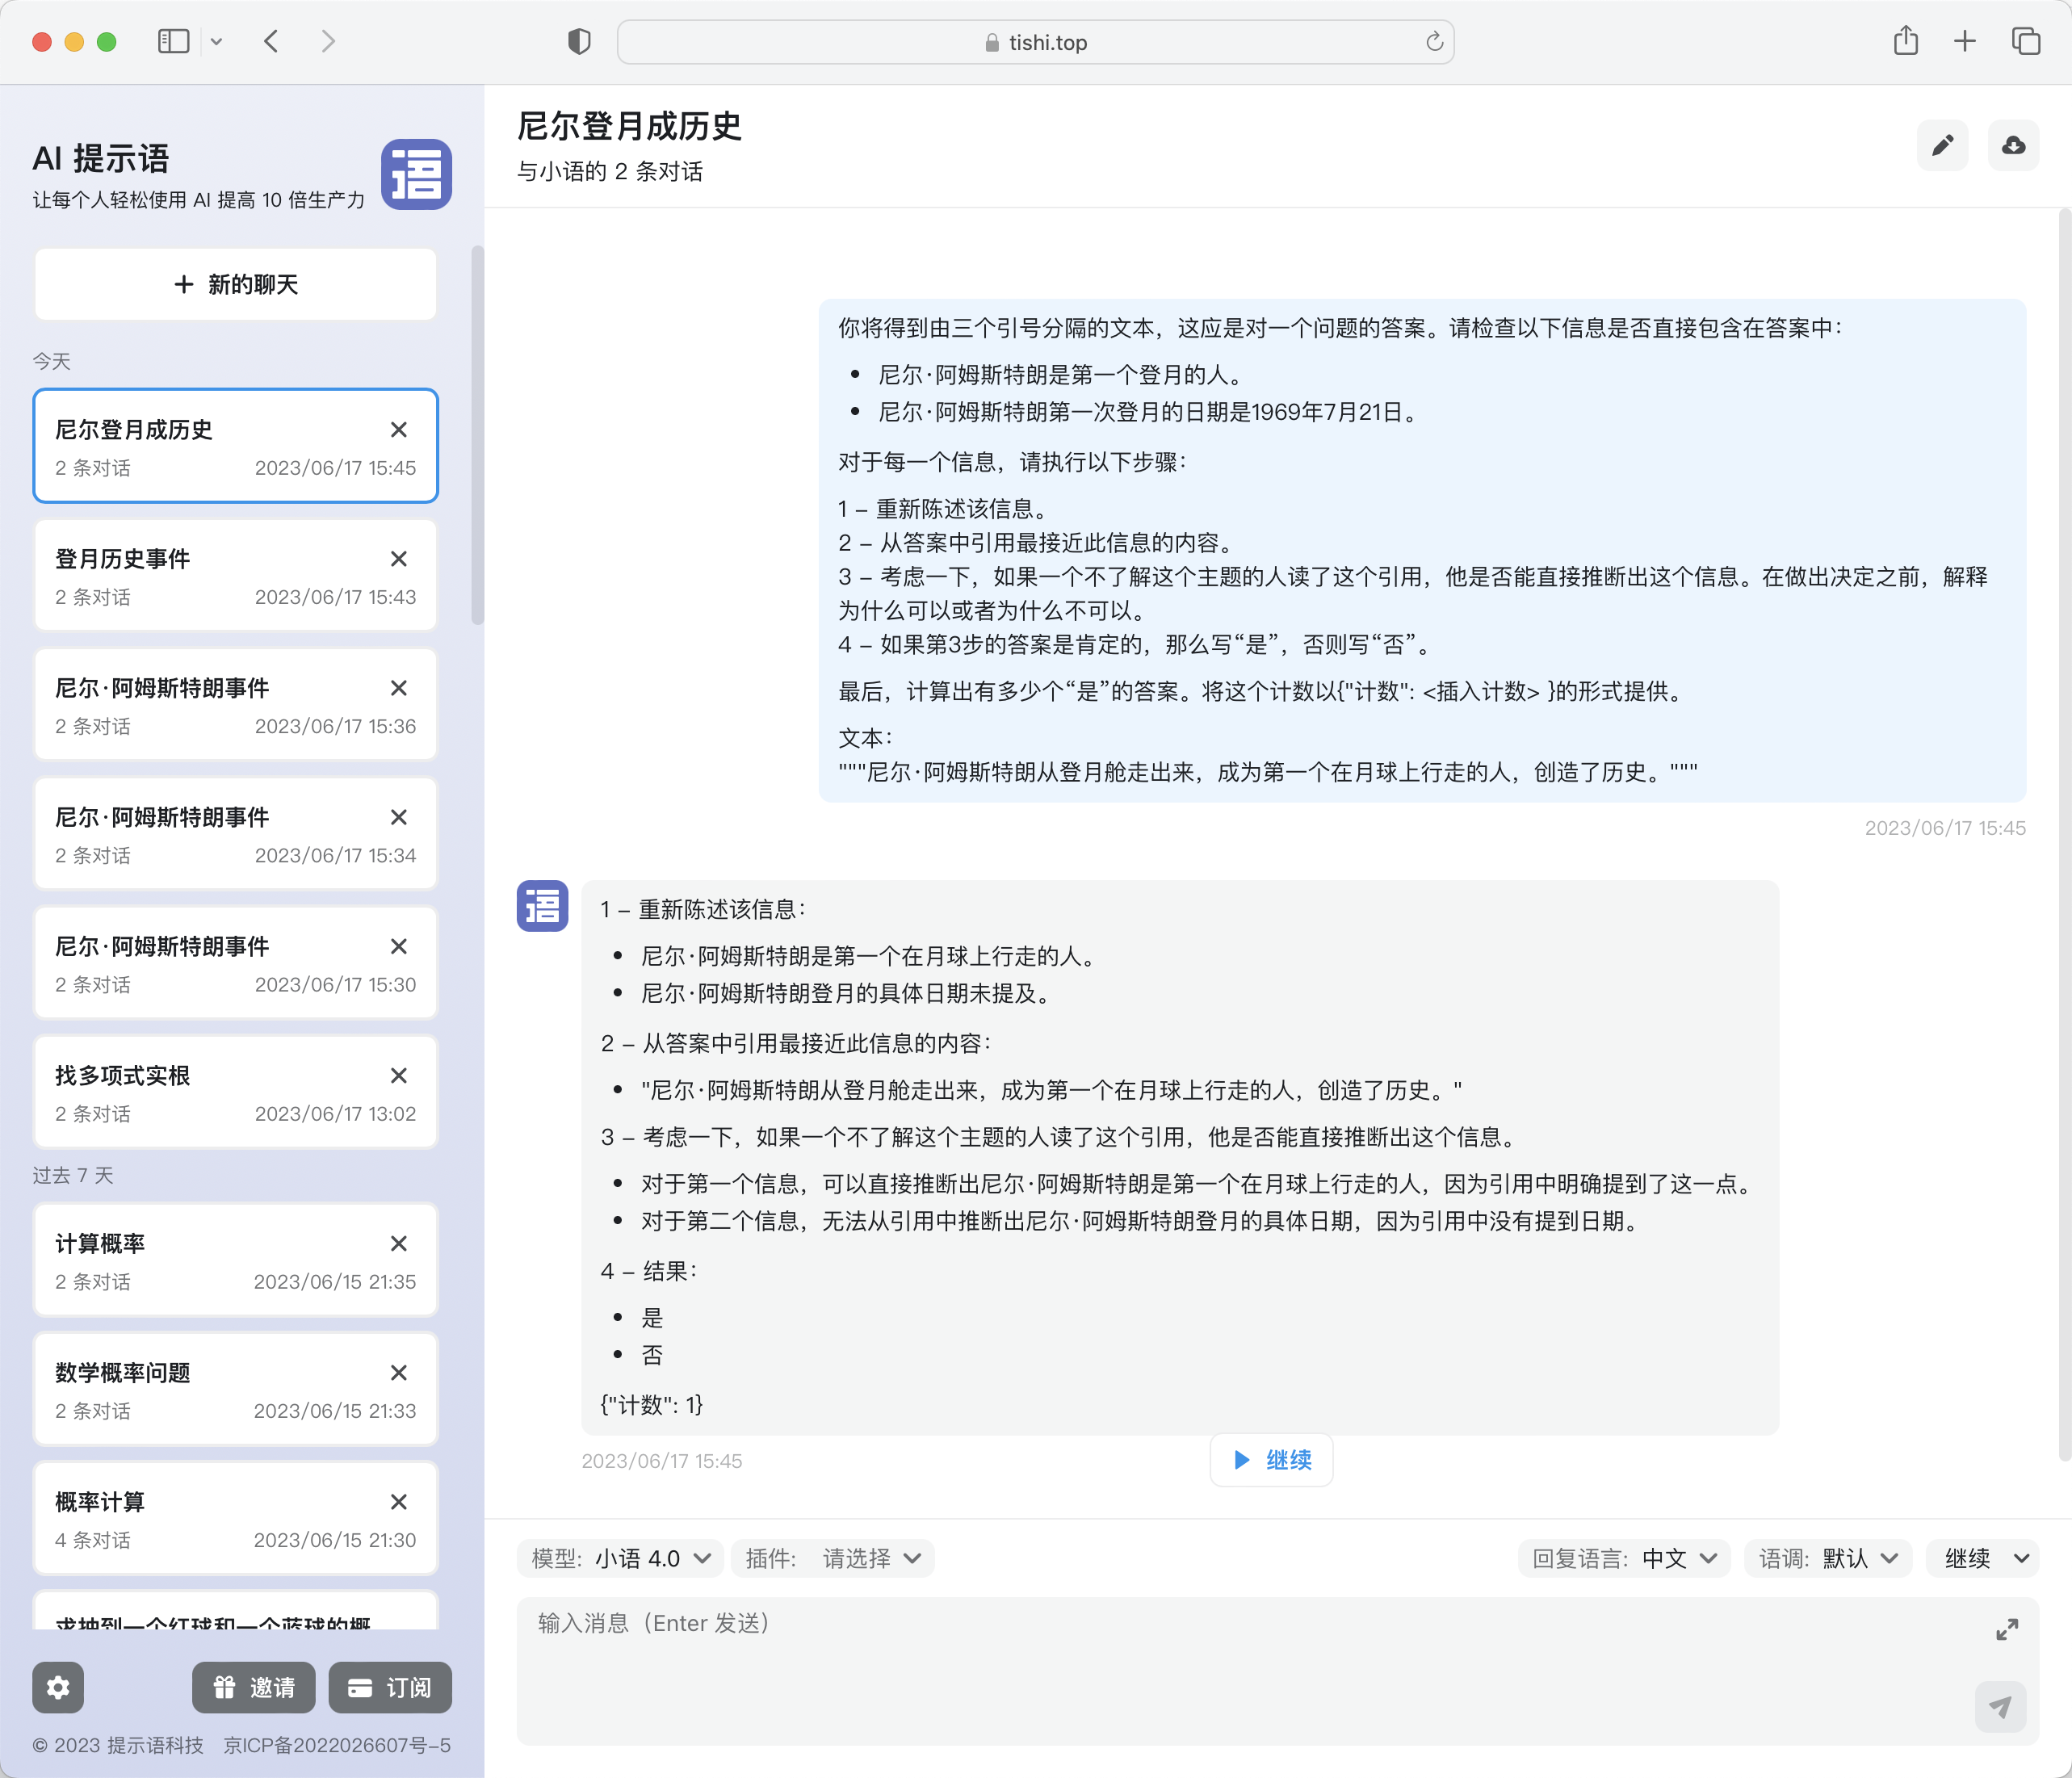 tishi.top
AI 提示语
让每个人轻松使用 AI 提高 10 倍生产力
语
+ 新的聊天
今天
尼尔登月成历史
2 条对话 2023/06/17 15:45
登月历史事件
2 条对话 2023/06/17 15:43
尼尔·阿姆斯特朗事件
2 条对话 2023/06/17 15:36
尼尔·阿姆斯特朗事件
2 条对话 2023/06/17 15:34
尼尔·阿姆斯特朗事件
2 条对话 2023/06/17 15:30
找多项式实根
2 条对话 2023/06/17 13:02
过去 7 天
计算概率
2 条对话 2023/06/15 21:35
数学概率问题
2 条对话 2023/06/15 21:33
概率计算
4 条对话 2023/06/15 21:30
求抽到一个红球和一个蓝球的概
邀请
订阅
© 2023 提示语科技 京ICP备2022026607号-5
尼尔登月成历史
与小语的 2 条对话
你将得到由三个引号分隔的文本，这应是对一个问题的答案。请检查以下信息是否直接包含在答案中：
• 尼尔·阿姆斯特朗是第一个登月的人。
• 尼尔·阿姆斯特朗第一次登月的日期是1969年7月21日。
对于每一个信息，请执行以下步骤：
1 – 重新陈述该信息。
2 – 从答案中引用最接近此信息的内容。
3 – 考虑一下，如果一个不了解这个主题的人读了这个引用，他是否能直接推断出这个信息。在做出决定之前，解释
为什么可以或者为什么不可以。
4 – 如果第3步的答案是肯定的，那么写“是”，否则写“否”。
最后，计算出有多少个“是”的答案。将这个计数以{"计数": <插入计数> }的形式提供。
文本：
"""尼尔·阿姆斯特朗从登月舱走出来，成为第一个在月球上行走的人，创造了历史。"""
2023/06/17 15:45
语
1 – 重新陈述该信息：
• 尼尔·阿姆斯特朗是第一个在月球上行走的人。
• 尼尔·阿姆斯特朗登月的具体日期未提及。
2 – 从答案中引用最接近此信息的内容：
• "尼尔·阿姆斯特朗从登月舱走出来，成为第一个在月球上行走的人，创造了历史。"
3 – 考虑一下，如果一个不了解这个主题的人读了这个引用，他是否能直接推断出这个信息。
• 对于第一个信息，可以直接推断出尼尔·阿姆斯特朗是第一个在月球上行走的人，因为引用中明确提到了这一点。
• 对于第二个信息，无法从引用中推断出尼尔·阿姆斯特朗登月的具体日期，因为引用中没有提到日期。
4 – 结果：
• 是
• 否
{"计数": 1}
2023/06/17 15:45
继续
模型: 小语 4.0 插件: 请选择 回复语言: 中文 语调: 默认 继续
输入消息（Enter 发送）